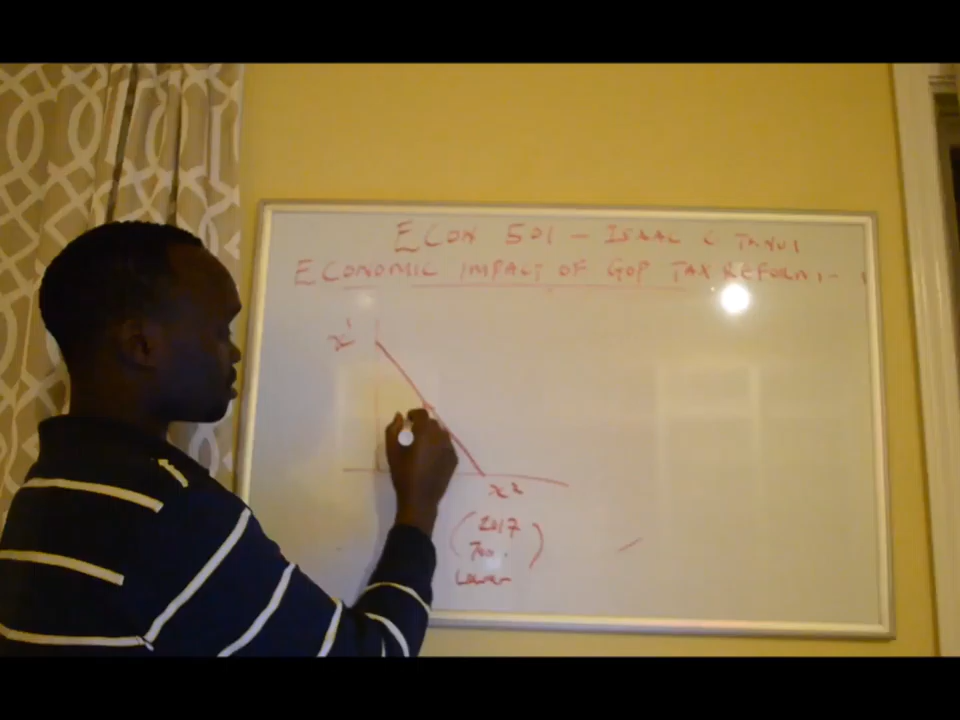 ECON 501 - ISAAC C TANUI
ECONOMIC IMPACT OF GOP TAX REFORM:-
x¹
x²
(2017
Lower